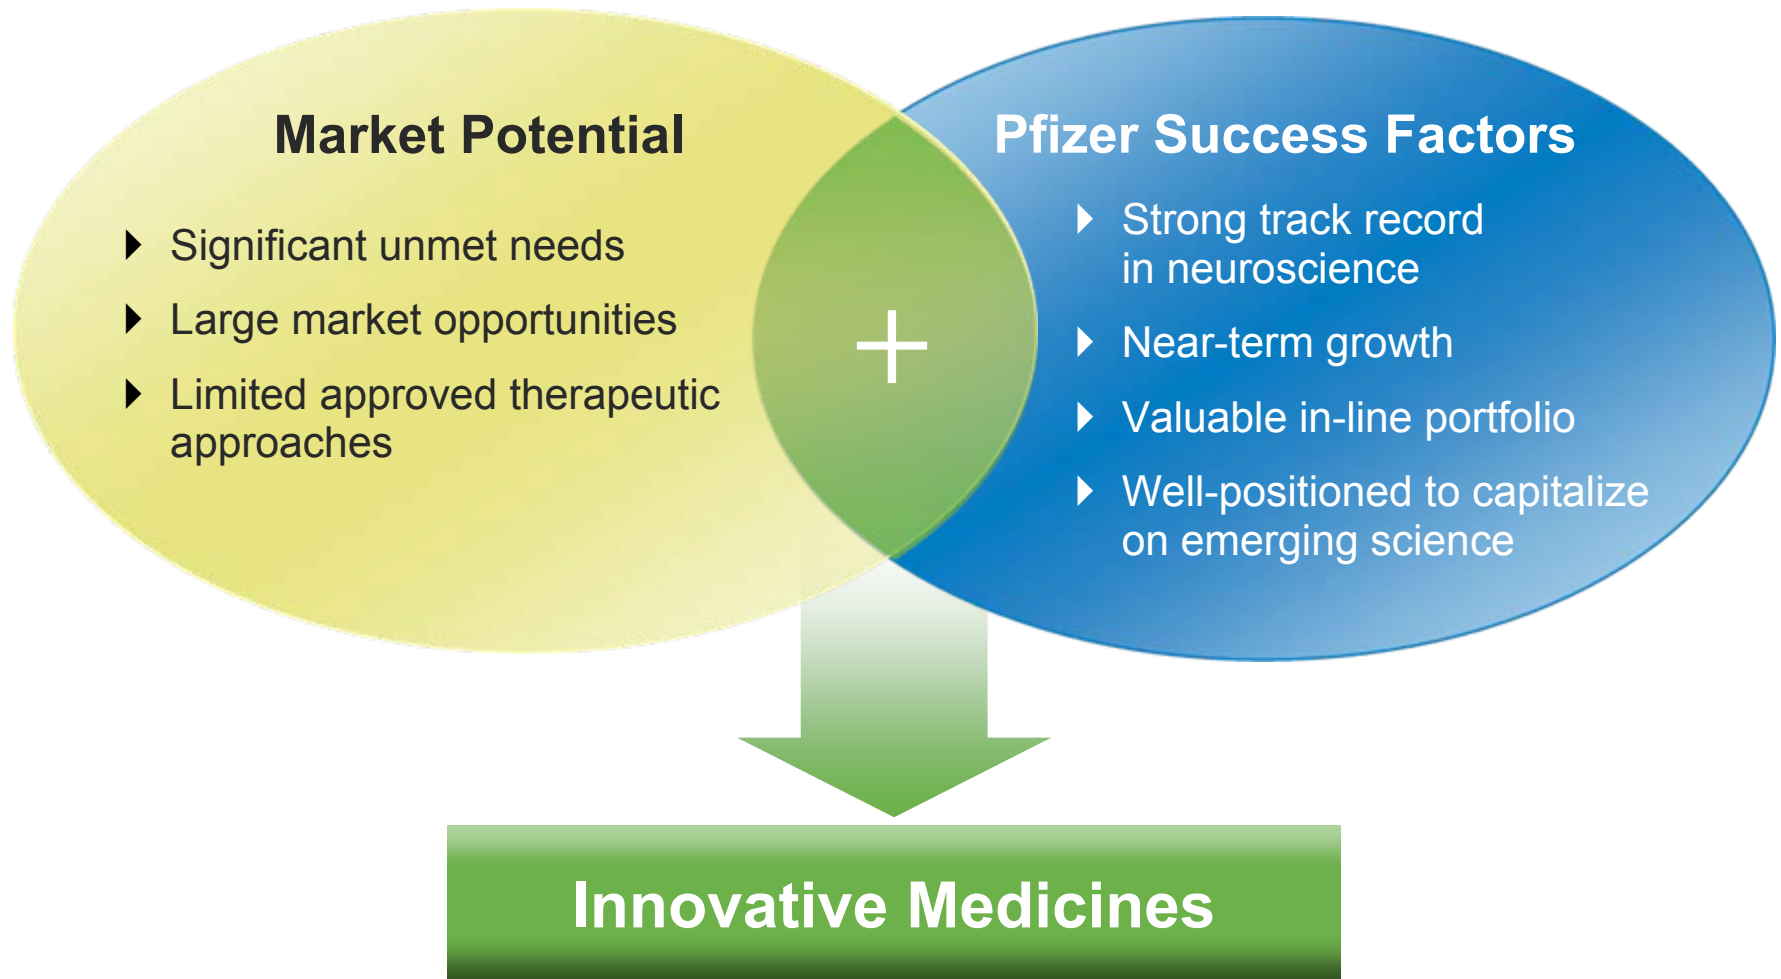 Market Potential
Significant unmet needs
Large market opportunities
Limited approved therapeutic
approaches
+
Pfizer Success Factors
Strong track record
in neuroscience
Near-term growth
Valuable in-line portfolio
Well-positioned to capitalize
on emerging science
Innovative Medicines